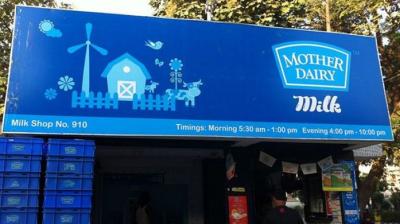 MOTHER
DAIRY
Milk
Milk Shop No. 910
Timings: Morning 5:30 am - 1:00 pm Evening 4:00 pm - 10:00 pm